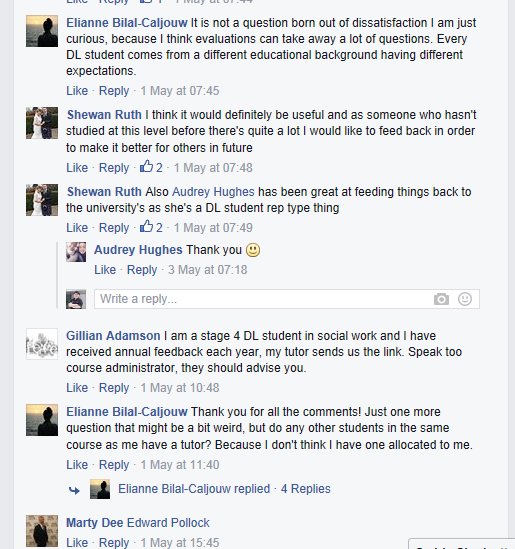 Like · Reply · 1 · 1 May at 07:44
Elianne Bilal-Caljouw It is not a question born out of dissatisfaction I am just
curious, because I think evaluations can take away a lot of questions. Every
DL student comes from a different educational background having different
expectations.
Like · Reply · 1 May at 07:45
Shewan Ruth I think it would definitely be useful and as someone who hasn't
studied at this level before there's quite a lot I would like to feed back in order
to make it better for others in future
Like · Reply · 2 · 1 May at 07:48
Shewan Ruth Also Audrey Hughes has been great at feeding things back to
the university's as she's a DL student rep type thing
Like · Reply · 2 · 1 May at 07:49
Audrey Hughes Thank you
Like · Reply · 3 May at 07:18
Write a reply...
Gillian Adamson I am a stage 4 DL student in social work and I have
received annual feedback each year, my tutor sends us the link. Speak too
course administrator, they should advise you.
Like · Reply · 1 May at 10:48
Elianne Bilal-Caljouw Thank you for all the comments! Just one more
question that might be a bit weird, but do any other students in the same
course as me have a tutor? Because I don't think I have one allocated to me.
Like · Reply · 1 May at 11:40
Elianne Bilal-Caljouw replied · 4 Replies
Marty Dee Edward Pollock
Like · Reply · 1 May at 15:45